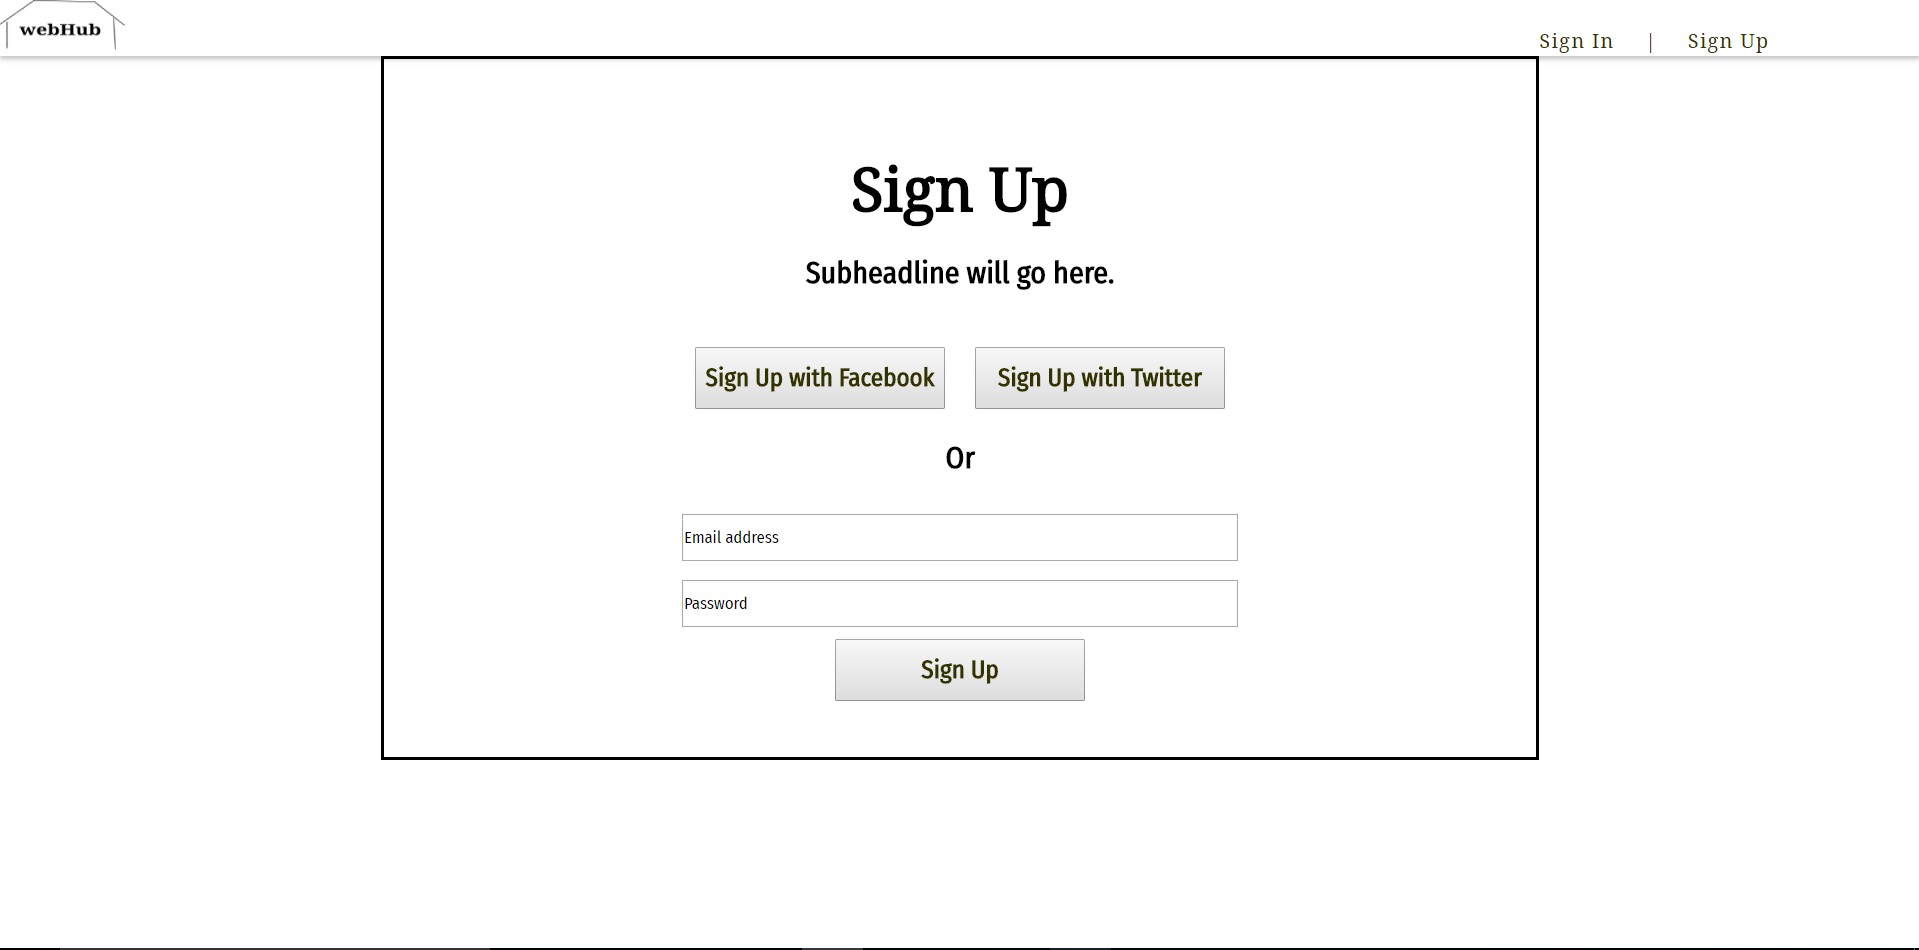 webHub
Sign In | Sign Up
Sign Up
Subheadline will go here.
Sign Up with Facebook Sign Up with Twitter
Or
Email address
Password
Sign Up